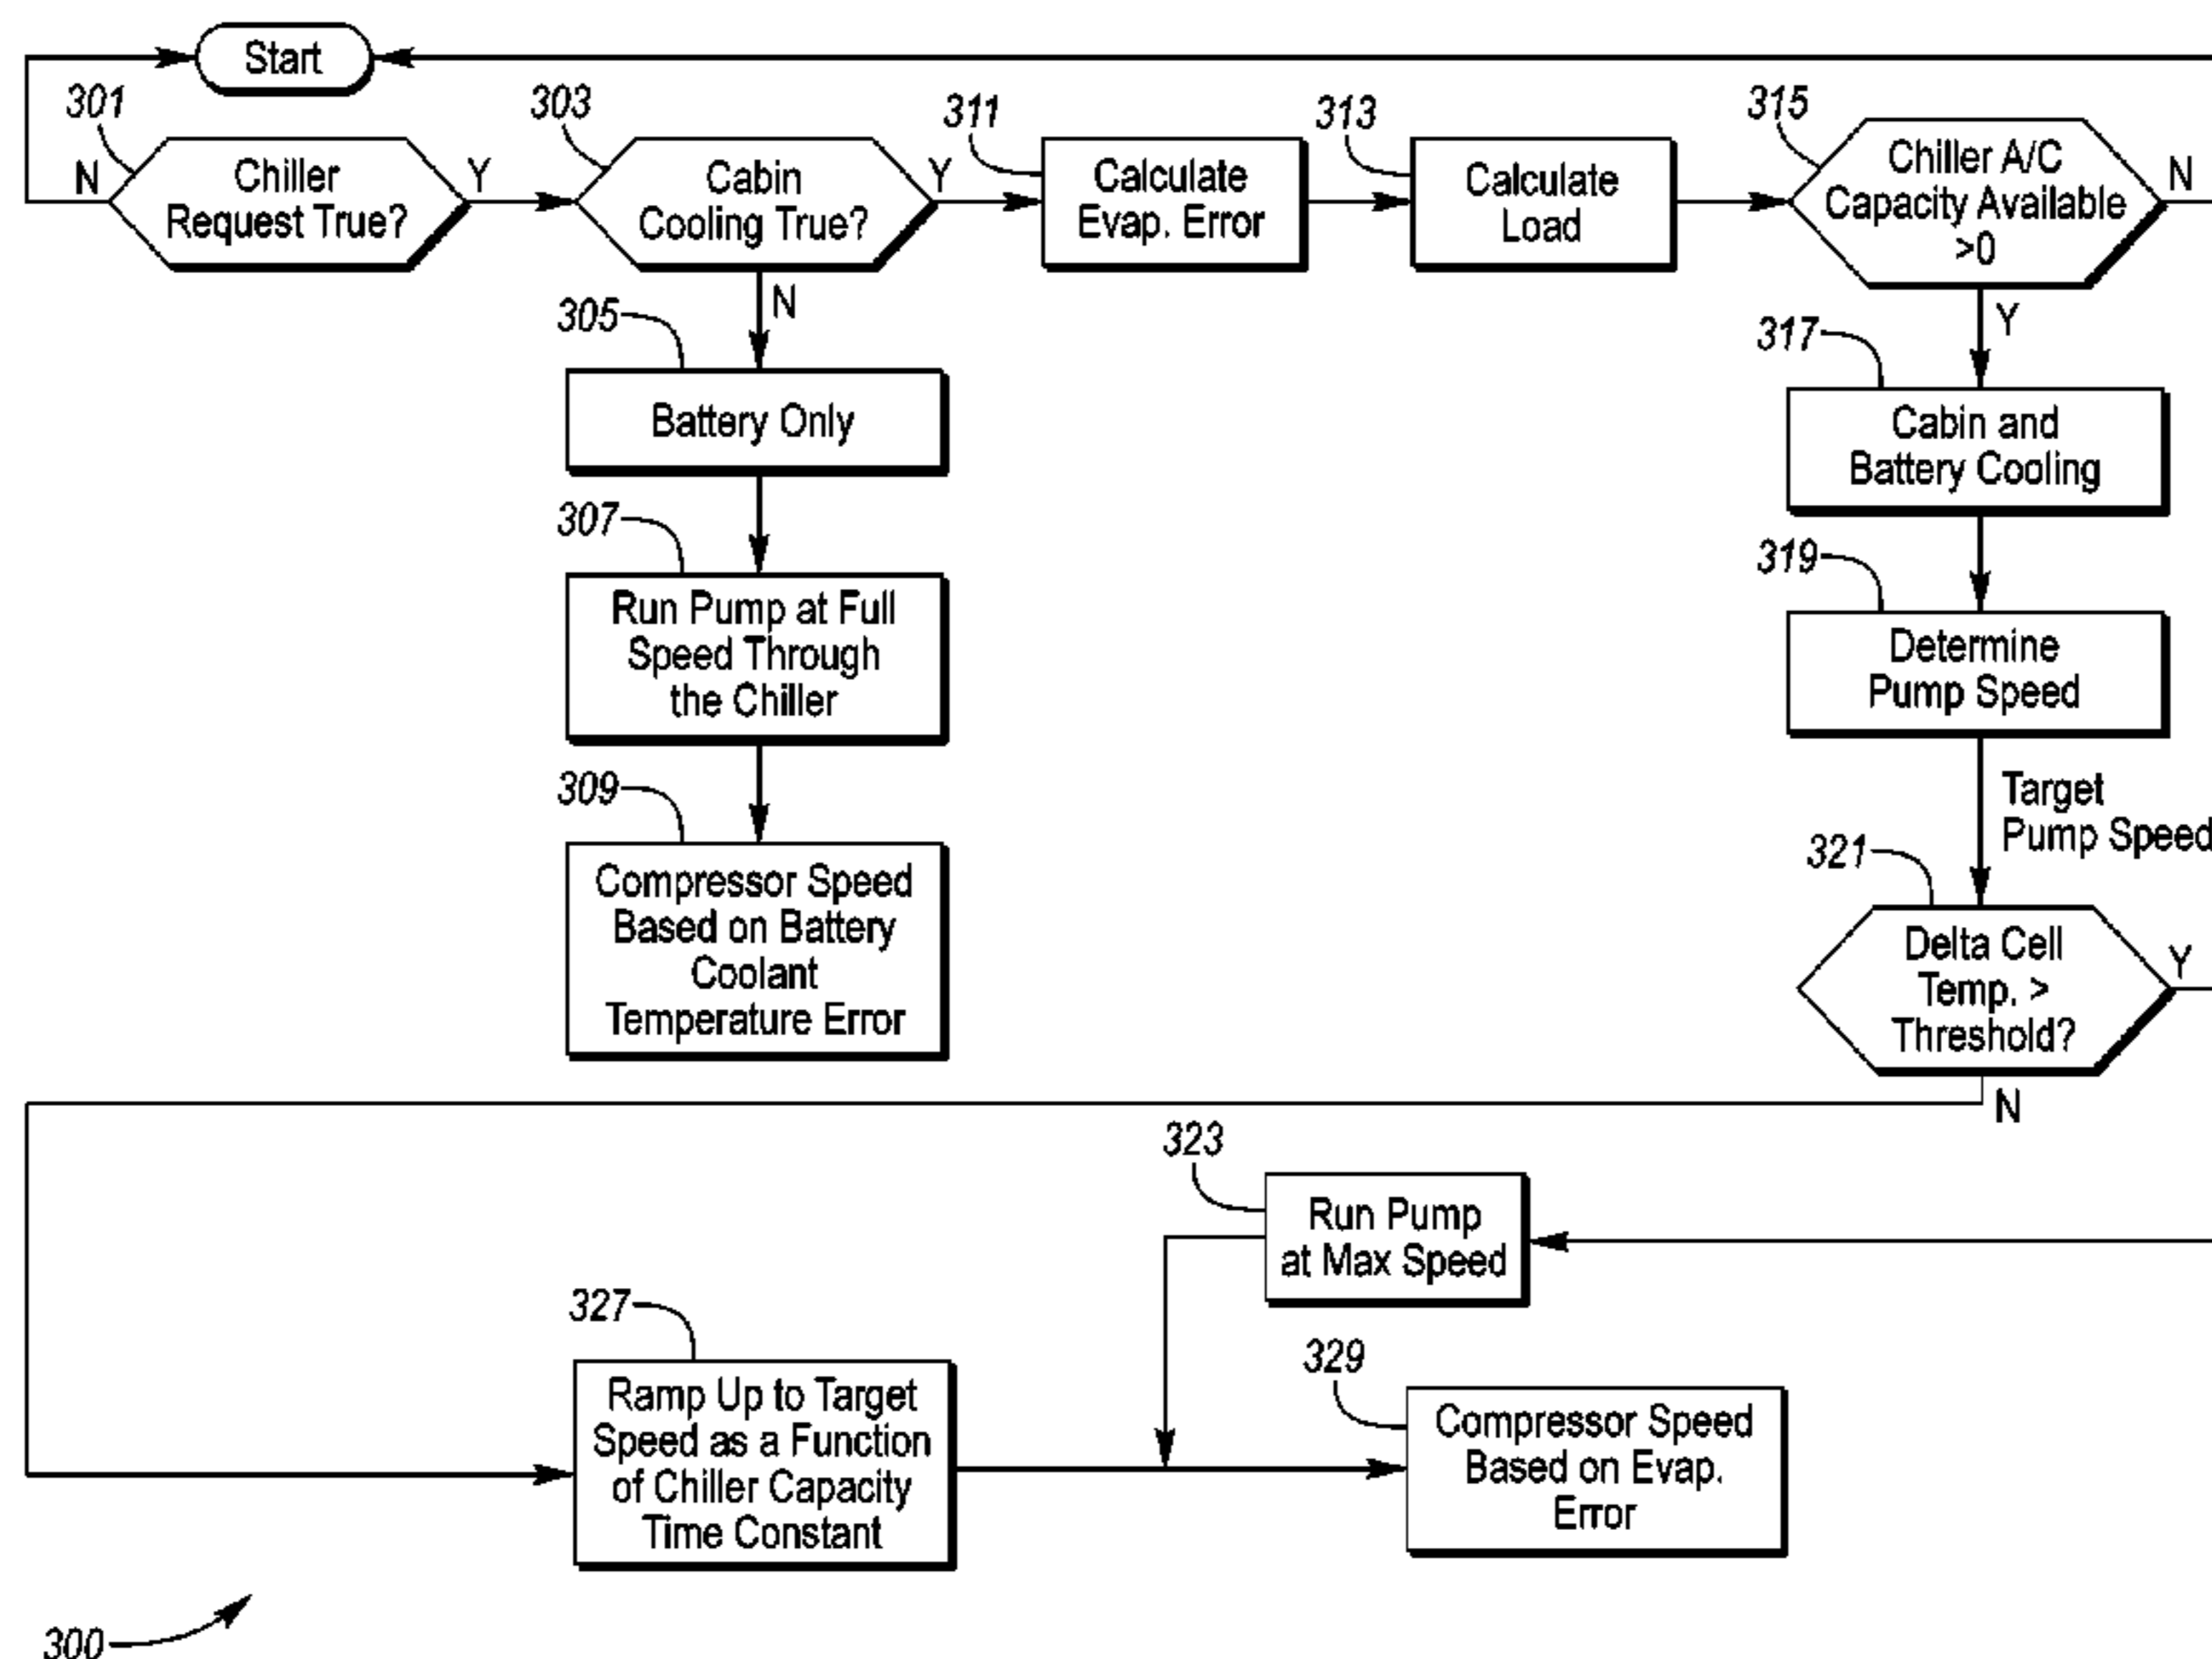 Start
301
N
Chiller
Request True?
Y
303
Cabin
Cooling True?
Y
N
311
Calculate
Evap. Error
313
Calculate
Load
315
Chiller A/C
Capacity Available
>0
N
Y
305
Battery Only
307
Run Pump at Full
Speed Through
the Chiller
309
Compressor Speed
Based on Battery
Coolant
Temperature Error
317
Cabin and
Battery Cooling
319
Determine
Pump Speed
Target
Pump Speed
321
Delta Cell
Temp. >
Threshold?
Y
N
323
Run Pump
at Max Speed
327
Ramp Up to Target
Speed as a Function
of Chiller Capacity
Time Constant
329
Compressor Speed
Based on Evap.
Error
300